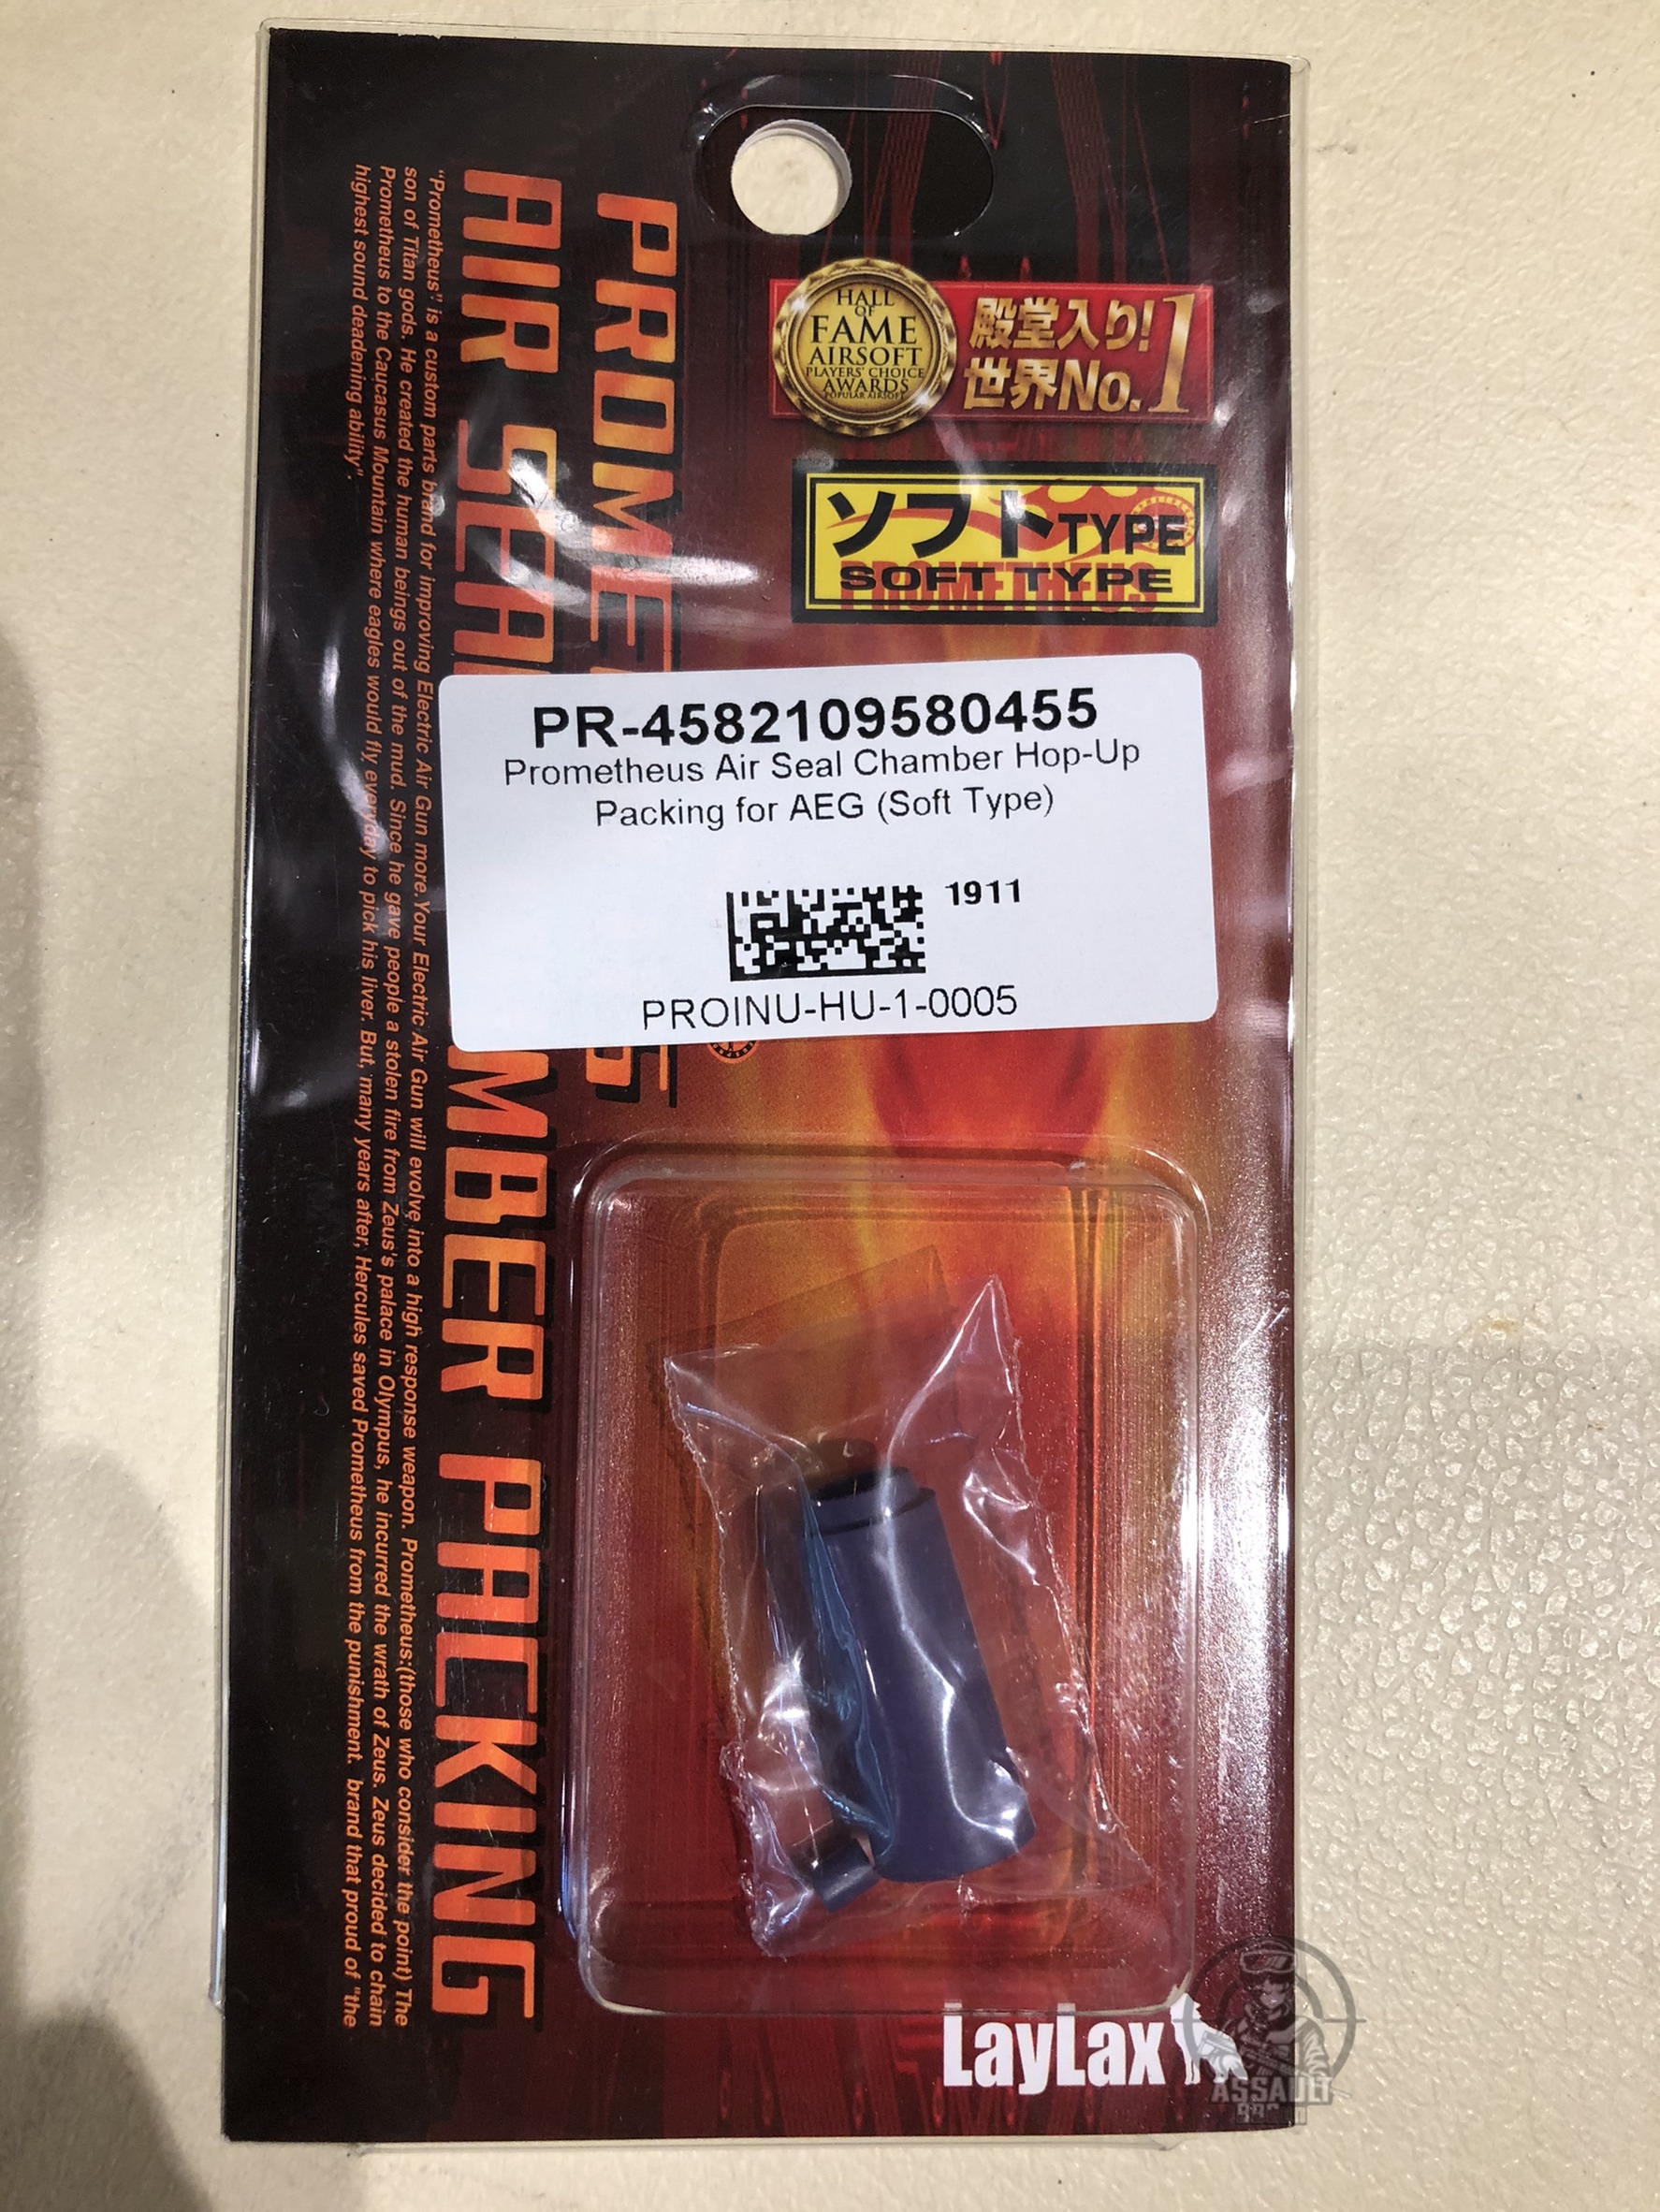 HALL
OF
FAME
AIRSOFT
PLAYERS' CHOICE
AWARDS
POPULAR AIRSOFT
殿堂入り!
世界No.1
ソフトTYPE
SOFT TYPE
PROMETHEUS
PR-4582109580455
Prometheus Air Seal Chamber Hop-Up
Packing for AEG (Soft Type)
1911
PROINU-HU-1-0005
AIR SEAL CHAMBER PACKING
"Prometheus" is a custom parts brand for improving Electric Air Gun more. Your Electric Air Gun will evolve into a high response weapon. Prometheus:(those who consider the point) The
son of Titan gods. He created the human beings out of the mud. Since he gave people a stolen fire from Zeus's palace in Olympus, he incurred the wrath of Zeus. Zeus decided to chain
Prometheus to the Caucasus Mountain where eagles would fly everyday to pick his liver. But, many years after, Hercules saved Prometheus from the punishment. brand that proud of "the
highest sound deadening ability".
LayLax
ASSAULT